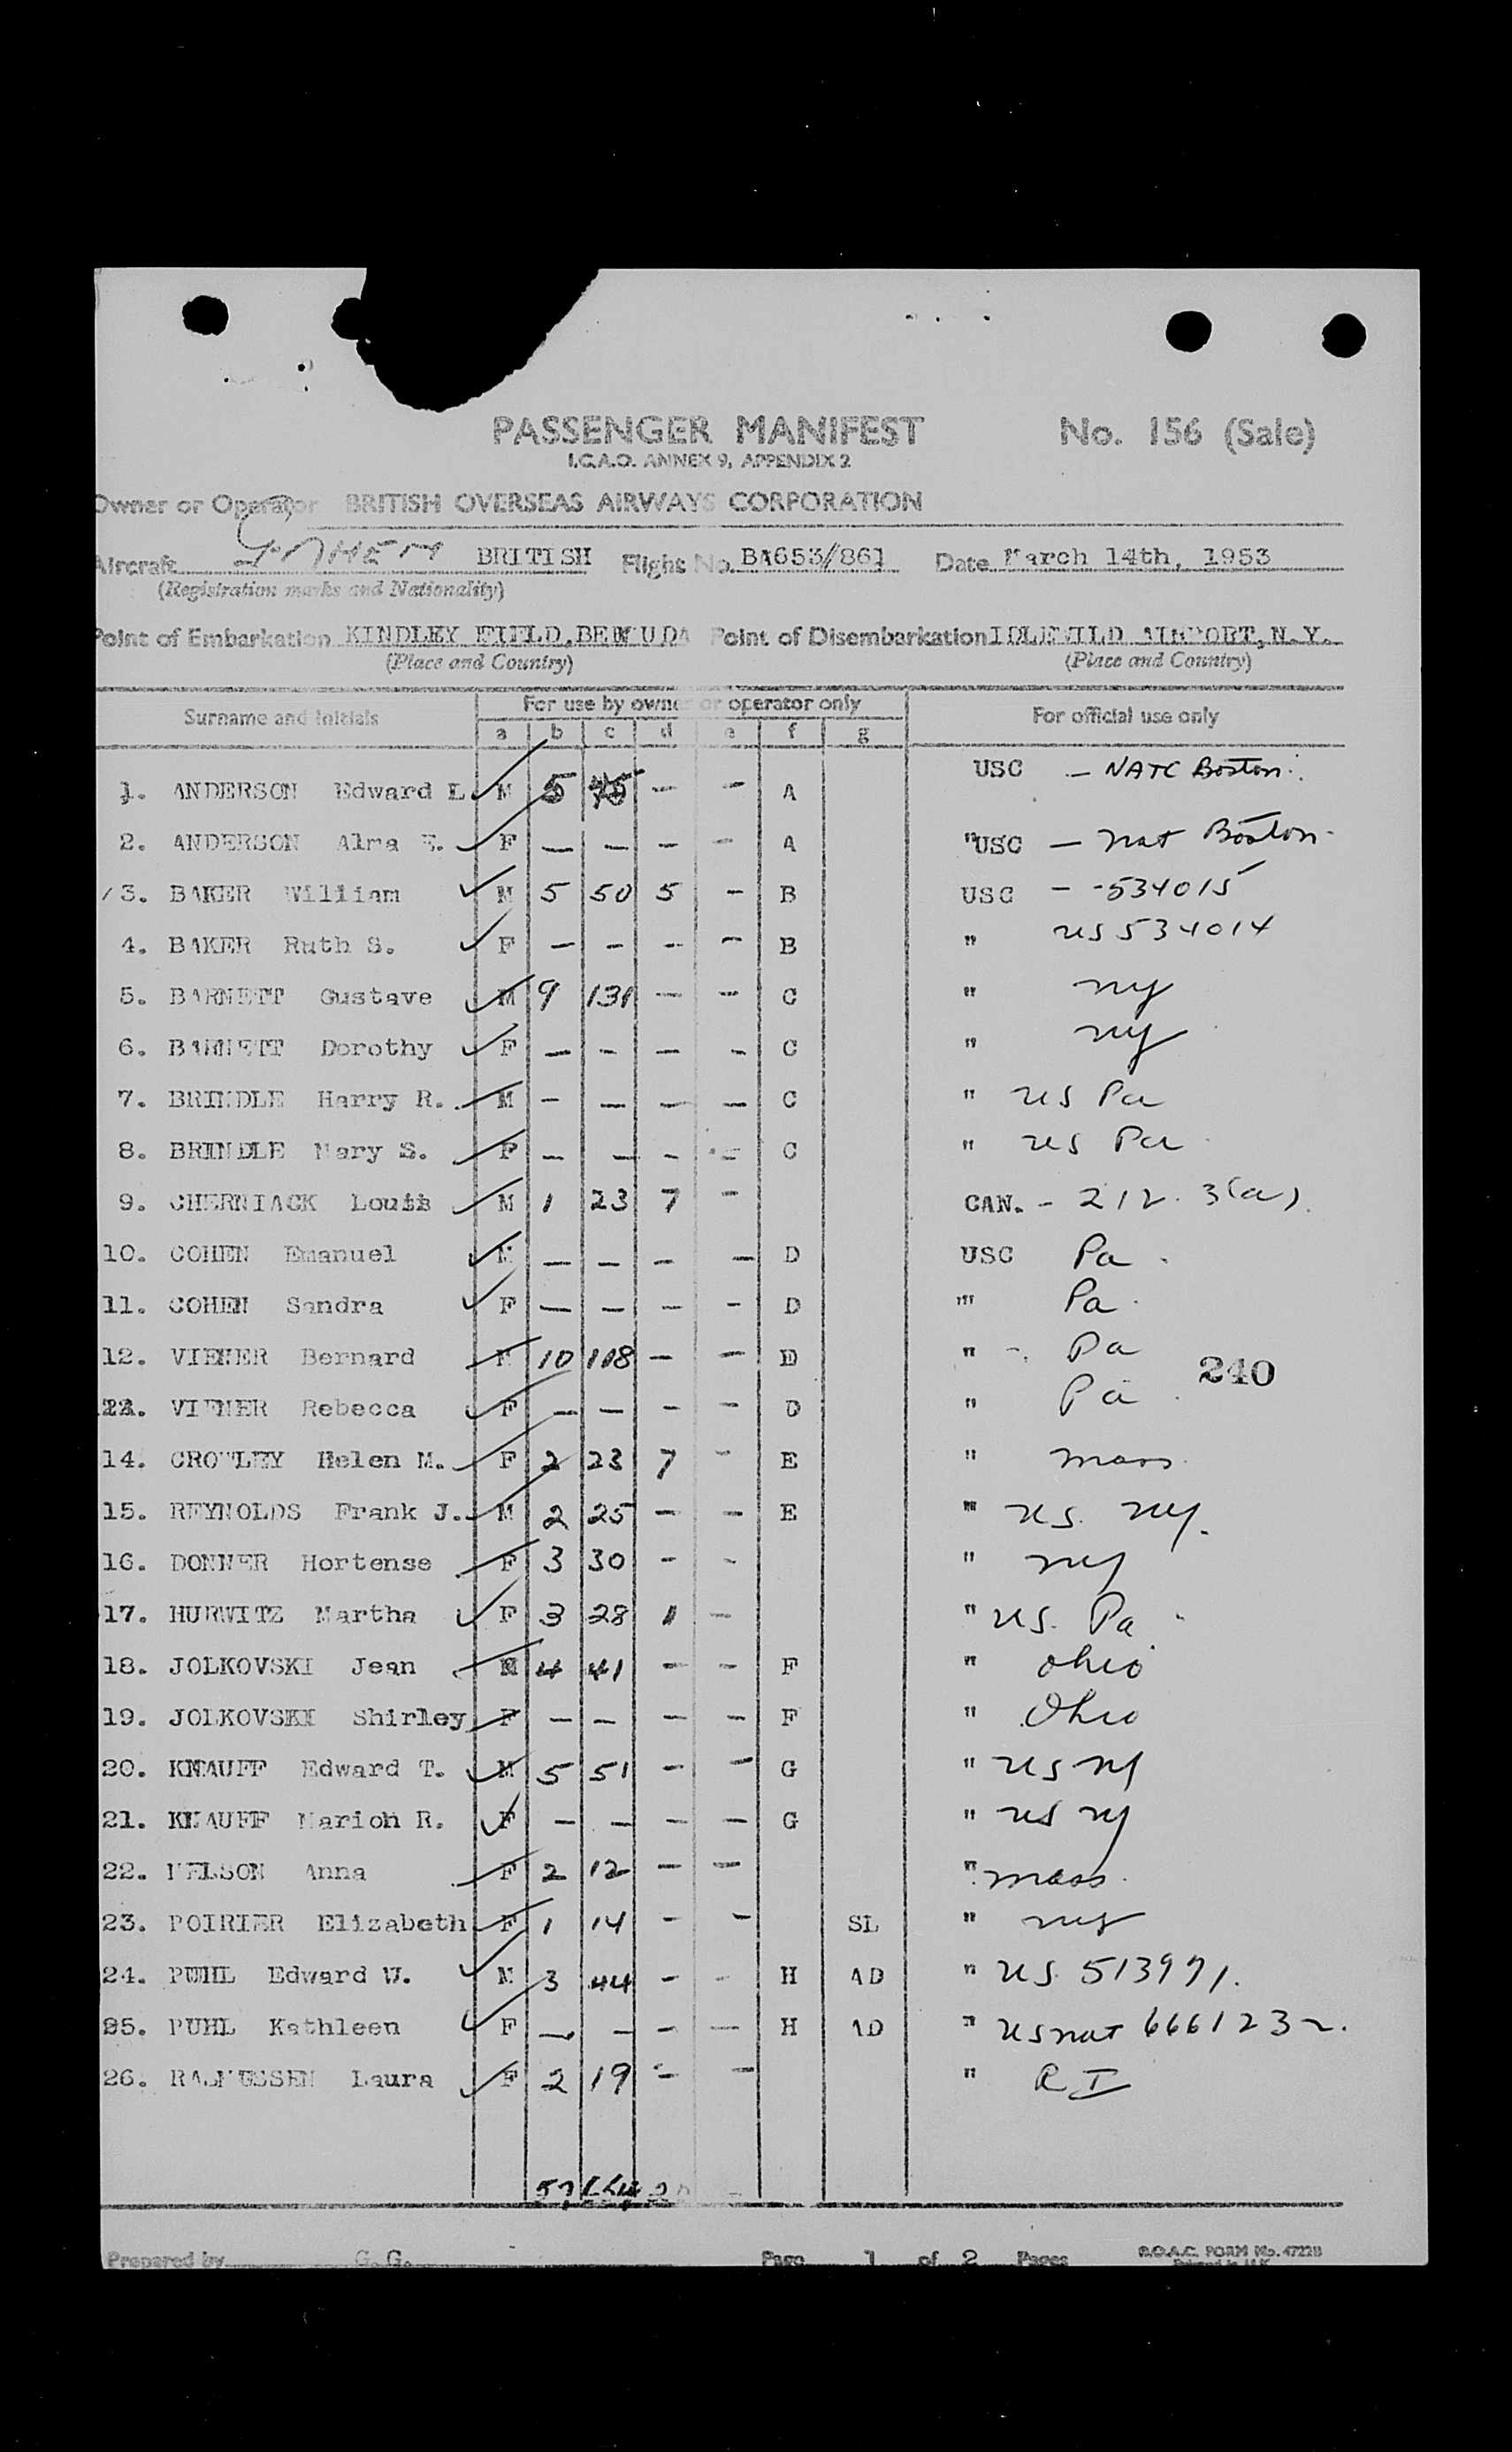 PASSENGER MANIFEST No. 156 (Sale)
I.C.A.O. ANNEX 9, APPENDIX 2
Owner or Operator BRITISH OVERSEAS AIRWAYS CORPORATION
Aircraft BRITISH Flight No. BA653/861 Date March 14th, 1953
(Registration marks and Nationality)
Point of Embarkation KINDLEY FIELD, BERMUDA Point of Disembarkation IDLEWILD AIRPORT, N.Y.
(Place and Country) (Place and Country)
Surname and Initials For use by owner or operator only For official use only
a b c d e f g
1. ANDERSON Edward L. M 5 — — A USC — NATC Boston.
2. ANDERSON Alma E. F — — — — A "USC — Nat Boston.
3. BAKER William M 5 50 5 — B USC — -534015
4. BAKER Ruth S. F — — — — B " US 534014
5. BARNETT Gustave M 9 131 — — C " NY
6. BARNETT Dorothy F — — — — C " NY
7. BRINDLE Harry R. M — — — — C " US Pa
8. BRINDLE Mary S. F — — — — C " US Pa
9. CHERNIACK Louis M 1 23 7 — CAN. - 212.3(a).
10. COHEN Emanuel M — — — — D USC Pa.
11. COHEN Sandra F — — — — D " Pa.
12. VIENER Bernard M 10 118 — — D " Pa
240
VIENER Rebecca F — — — — D " Pa
14. CROWLEY Helen M. F 2 23 7 — E " Mass.
15. REYNOLDS Frank J. M 2 25 — — E " US. NY.
16. DONNER Hortense F 3 30 — — " NY
17. HURWITZ Martha F 3 28 1 — " US. Pa
18. JOLKOVSKI Jean M 4 41 — — F " Ohio
19. JOLKOVSKI Shirley F — — — — F " Ohio
20. KNAUFF Edward T. M 5 51 — — G " US NY
21. KNAUFF Marion R. F — — — — G " US NY
22. NELSON Anna F 2 12 — — " Mass.
23. POIRIER Elizabeth F 1 14 — — SL " NY
24. PUHL Edward W. M 3 44 — — H AD " US. 513991.
25. PUHL Kathleen F — — — — H AD " US nat 6661232.
26. RASMUSSEN Laura F 2 19 — — " R I
57
Prepared by G.G. Page 1 of 2 Pages B.O.A.C. FORM No. 4722B